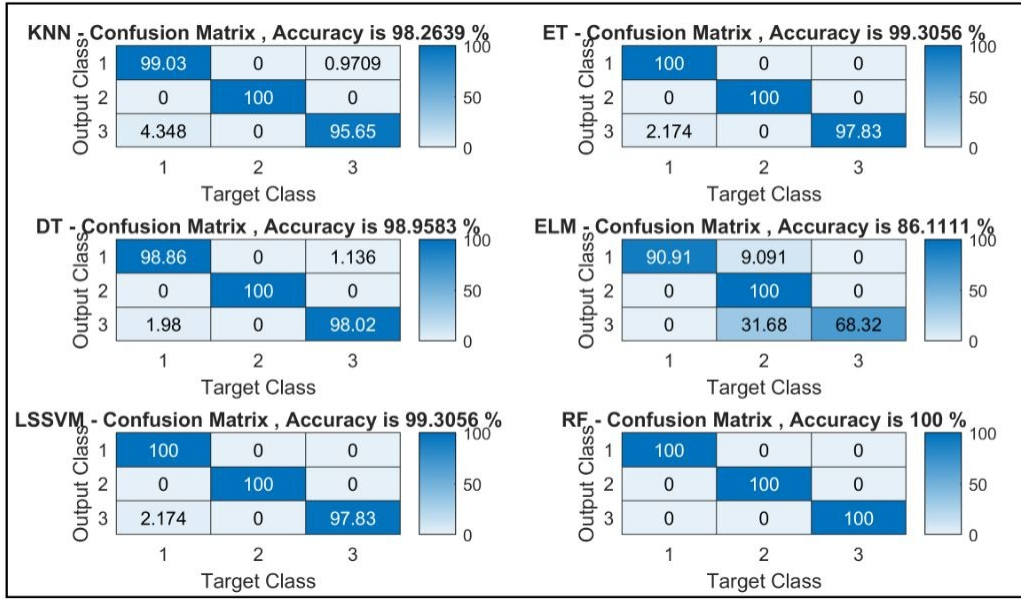 KNN - Confusion Matrix , Accuracy is 98.2639 %
Output Class
1 99.03 0 0.9709
2 0 100 0
3 4.348 0 95.65
1 2 3
Target Class
100
50
0
ET - Confusion Matrix , Accuracy is 99.3056 %
Output Class
1 100 0 0
2 0 100 0
3 2.174 0 97.83
1 2 3
Target Class
100
50
0
DT - Confusion Matrix , Accuracy is 98.9583 %
Output Class
1 98.86 0 1.136
2 0 100 0
3 1.98 0 98.02
1 2 3
Target Class
100
50
0
ELM - Confusion Matrix , Accuracy is 86.1111 %
Output Class
1 90.91 9.091 0
2 0 100 0
3 0 31.68 68.32
1 2 3
Target Class
100
50
0
LSSVM - Confusion Matrix , Accuracy is 99.3056 %
Output Class
1 100 0 0
2 0 100 0
3 2.174 0 97.83
1 2 3
Target Class
100
50
0
RF - Confusion Matrix , Accuracy is 100 %
Output Class
1 100 0 0
2 0 100 0
3 0 0 100
1 2 3
Target Class
100
50
0